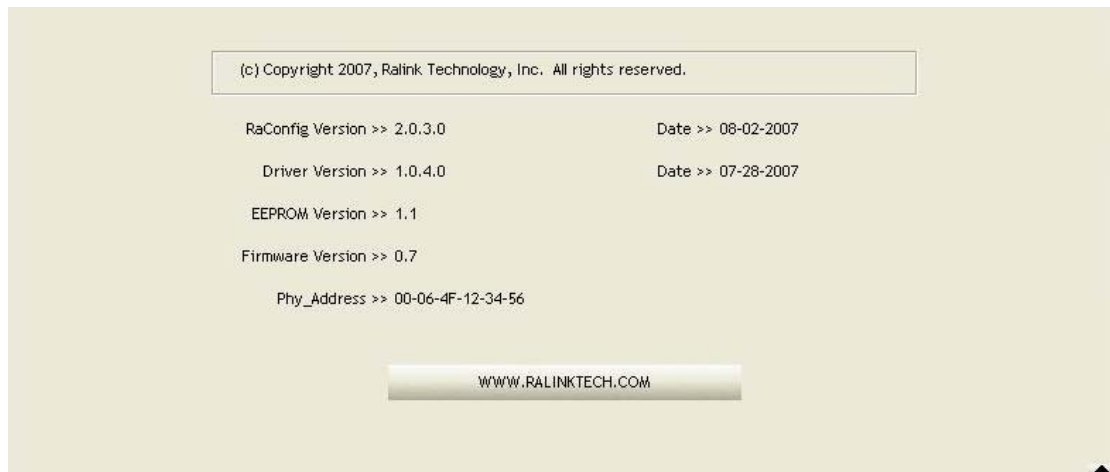 (c) Copyright 2007, Ralink Technology, Inc.  All rights reserved.
RaConfig Version >> 2.0.3.0 Date >> 08-02-2007
Driver Version >> 1.0.4.0 Date >> 07-28-2007
EEPROM Version >> 1.1
Firmware Version >> 0.7
Phy_Address >> 00-06-4F-12-34-56
WWW.RALINKTECH.COM